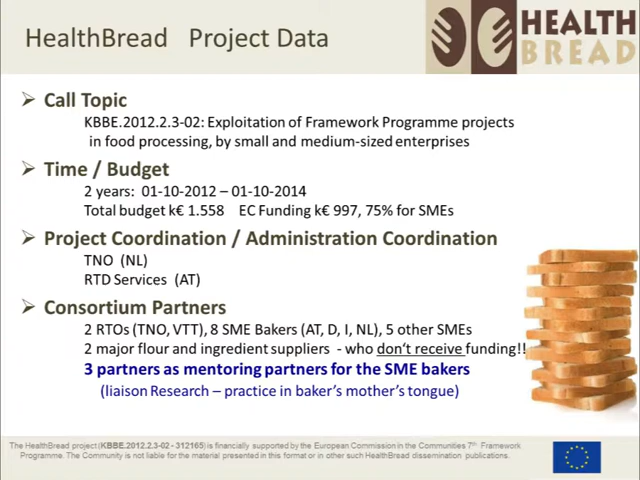 HealthBread Project Data
HEALTH
BREAD
Call Topic
KBBE.2012.2.3-02: Exploitation of Framework Programme projects
in food processing, by small and medium-sized enterprises
Time / Budget
2 years: 01-10-2012 – 01-10-2014
Total budget k€ 1.558 EC Funding k€ 997, 75% for SMEs
Project Coordination / Administration Coordination
TNO (NL)
RTD Services (AT)
Consortium Partners
2 RTOs (TNO, VTT), 8 SME Bakers (AT, D, I, NL), 5 other SMEs
2 major flour and ingredient suppliers - who don't receive funding!!
3 partners as mentoring partners for the SME bakers
(liaison Research – practice in baker's mother's tongue)
The HealthBread project (KBBE.2012.2.3-02 - 312165) is financially supported by the European Commission in the Communities 7th Framework
Programme. The Community is not liable for the material presented in this format or in other such HealthBread dissemination publications.